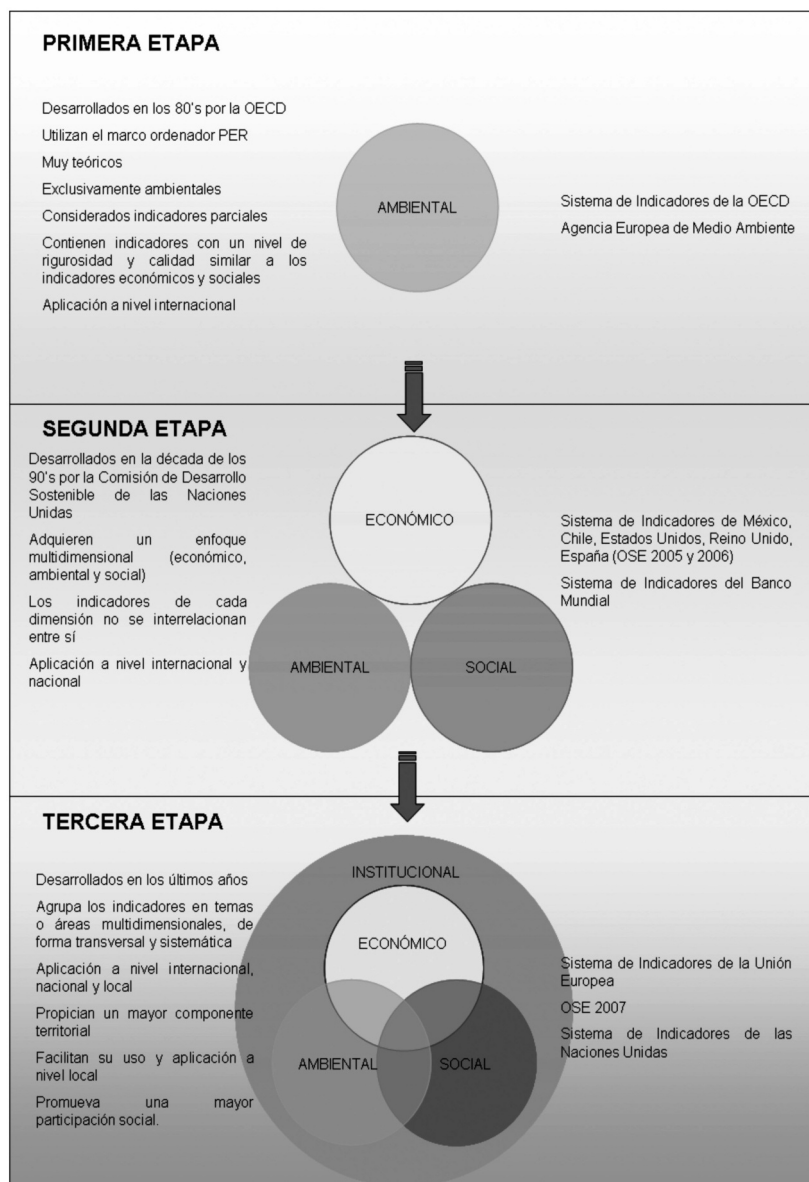 PRIMERA ETAPA
Desarrollados en los 80's por la OECD
Utilizan el marco ordenador PER
Muy teóricos
Exclusivamente ambientales
Considerados indicadores parciales
Contienen indicadores con un nivel de
rigurosidad y calidad similar a los
indicadores económicos y sociales
Aplicación a nivel internacional
AMBIENTAL
Sistema de Indicadores de la OECD
Agencia Europea de Medio Ambiente
SEGUNDA ETAPA
Desarrollados en la década de los
90's por la Comisión de Desarrollo
Sostenible de las Naciones
Unidas
Adquieren un enfoque
multidimensional (económico,
ambiental y social)
Los indicadores de cada
dimensión no se interrelacionan
entre sí
Aplicación a nivel internacional y
nacional
ECONÓMICO
AMBIENTAL
SOCIAL
Sistema de Indicadores de México,
Chile, Estados Unidos, Reino Unido,
España (OSE 2005 y 2006)
Sistema de Indicadores del Banco
Mundial
TERCERA ETAPA
Desarrollados en los últimos años
Agrupa los indicadores en temas
o áreas multidimensionales, de
forma transversal y sistemática
Aplicación a nivel internacional,
nacional y local
Propician un mayor componente
territorial
Facilitan su uso y aplicación a
nivel local
Promueva una mayor
participación social.
INSTITUCIONAL
ECONÓMICO
AMBIENTAL
SOCIAL
Sistema de Indicadores de la Unión
Europea
OSE 2007
Sistema de Indicadores de las
Naciones Unidas